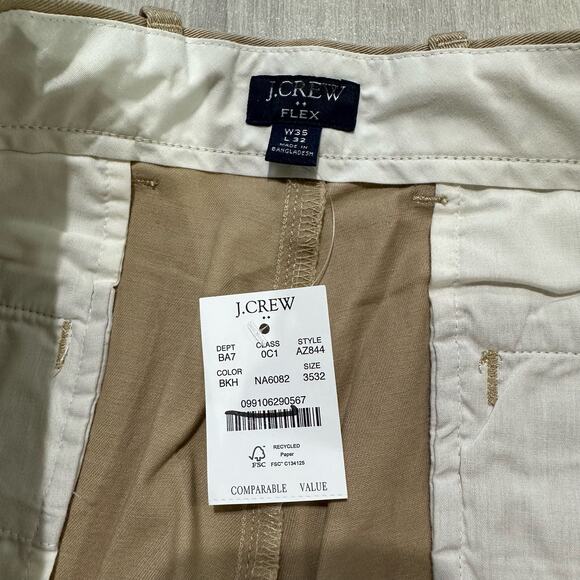 J.CREW
FLEX
W35
L 32
MADE IN
BANGLADESH
J.CREW
DEPT CLASS STYLE
BA7 0C1 AZ844
COLOR SIZE
BKH NA6082 3532
099106290567
RECYCLED
Paper
FSC FSC® C134125
COMPARABLE VALUE